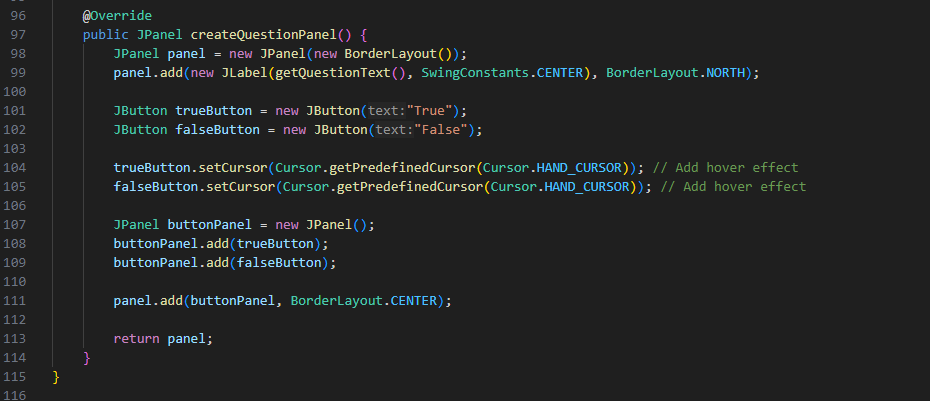 96 @Override
97 public JPanel createQuestionPanel() {
98 JPanel panel = new JPanel(new BorderLayout());
99 panel.add(new JLabel(getQuestionText(), SwingConstants.CENTER), BorderLayout.NORTH);
100
101 JButton trueButton = new JButton(text:"True");
102 JButton falseButton = new JButton(text:"False");
103
104 trueButton.setCursor(Cursor.getPredefinedCursor(Cursor.HAND_CURSOR)); // Add hover effect
105 falseButton.setCursor(Cursor.getPredefinedCursor(Cursor.HAND_CURSOR)); // Add hover effect
106
107 JPanel buttonPanel = new JPanel();
108 buttonPanel.add(trueButton);
109 buttonPanel.add(falseButton);
110
111 panel.add(buttonPanel, BorderLayout.CENTER);
112
113 return panel;
114 }
115 }
116